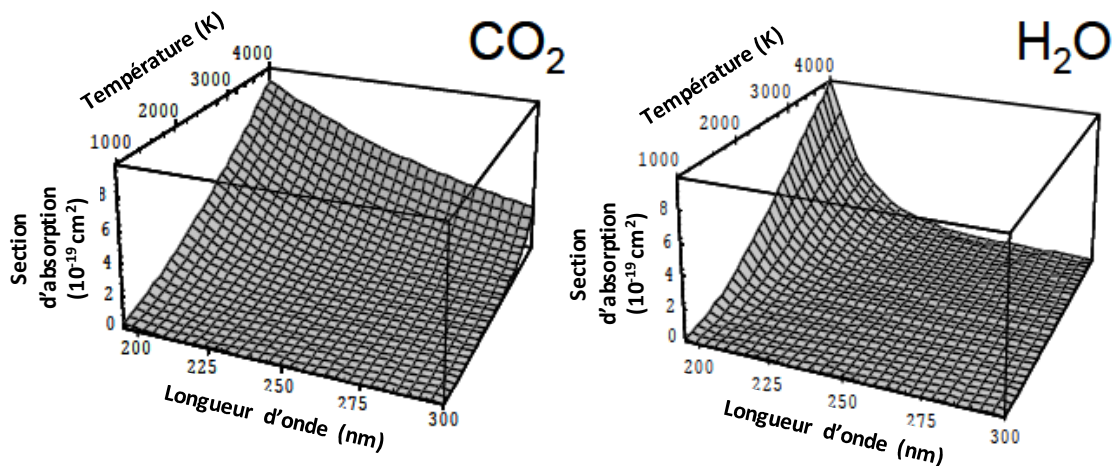 CO2
Température (K)
4000
3000
2000
1000
8
6
4
2
0
Section
d'absorption
(10-19 cm2)
200
225
250
275
300
Longueur d'onde (nm)
H2O
Température (K)
4000
3000
2000
1000
8
6
4
2
0
Section
d'absorption
(10-19 cm2)
200
225
250
275
300
Longueur d'onde (nm)